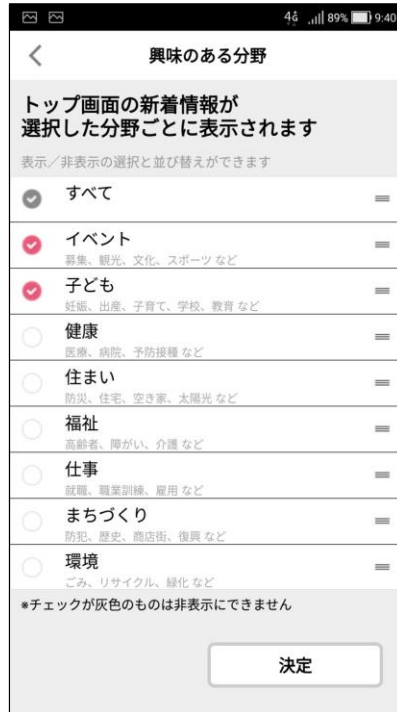 4G 89% 9:40
興味のある分野
トップ画面の新着情報が
選択した分野ごとに表示されます
表示／非表示の選択と並び替えができます
すべて
イベント
募集、観光、文化、スポーツ など
子ども
妊娠、出産、子育て、学校、教育 など
健康
医療、病院、予防接種 など
住まい
防災、住宅、空き家、太陽光 など
福祉
高齢者、障がい、介護 など
仕事
就職、職業訓練、雇用 など
まちづくり
防犯、歴史、商店街、復興 など
環境
ごみ、リサイクル、緑化 など
※チェックが灰色のものは非表示にできません
決定